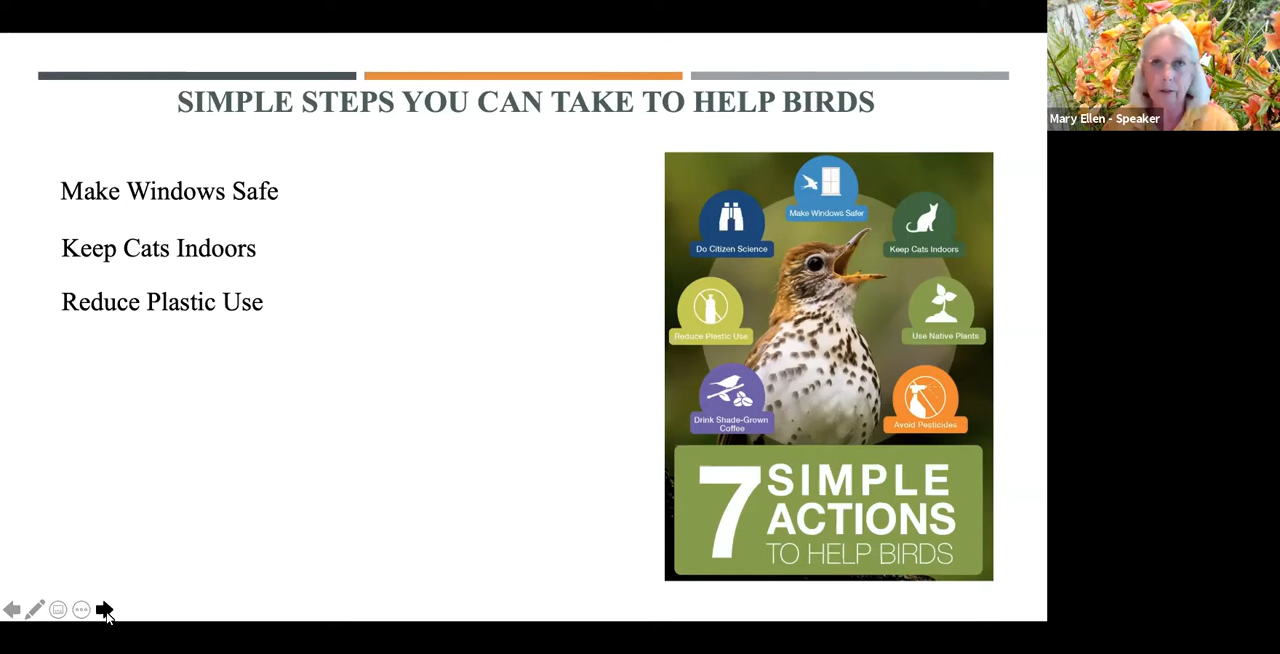 SIMPLE STEPS YOU CAN TAKE TO HELP BIRDS
Mary Ellen - Speaker
Make Windows Safe
Keep Cats Indoors
Reduce Plastic Use
Make Windows Safer
Do Citizen Science
Keep Cats Indoors
Reduce Plastic Use
Use Native Plants
Drink Shade-Grown
Coffee
Avoid Pesticides
7 SIMPLE
ACTIONS
TO HELP BIRDS